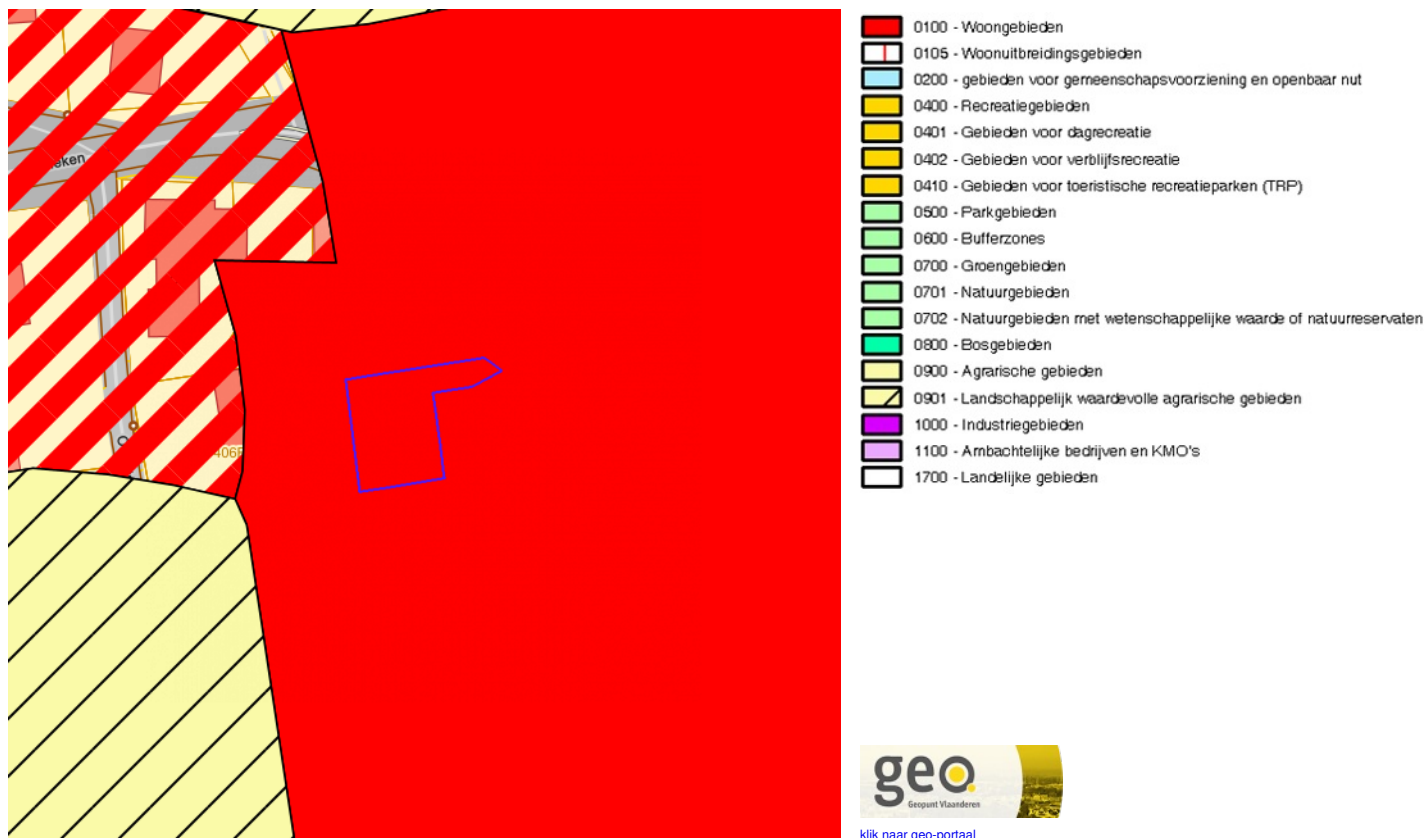 0100 - Woongebieden
0105 - Woonuitbreidingsgebieden
0200 - gebieden voor gemeenschapsvoorziening en openbaar nut
0400 - Recreatiegebieden
0401 - Gebieden voor dagrecreatie
0402 - Gebieden voor verblijfsrecreatie
0410 - Gebieden voor toeristische recreatieparken (TRP)
0500 - Parkgebieden
0600 - Bufferzones
0700 - Groengebieden
0701 - Natuurgebieden
0702 - Natuurgebieden met wetenschappelijke waarde of natuurreservaten
0800 - Bosgebieden
0900 - Agrarische gebieden
0901 - Landschappelijk waardevolle agrarische gebieden
1000 - Industriegebieden
1100 - Ambachtelijke bedrijven en KMO's
1700 - Landelijke gebieden
geo
Geopunt Vlaanderen
klik naar geo-portaal